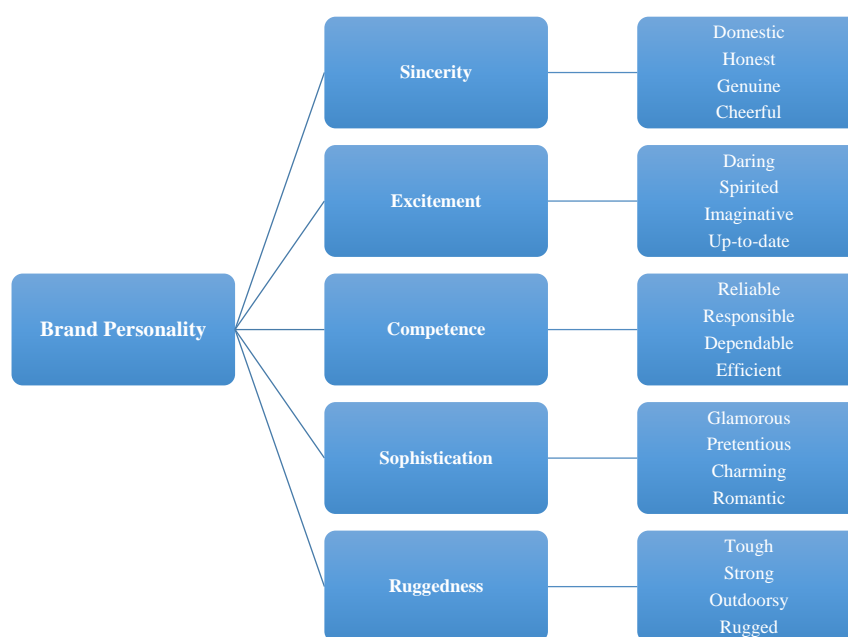 Brand Personality
Sincerity
Domestic
Honest
Genuine
Cheerful
Excitement
Daring
Spirited
Imaginative
Up-to-date
Competence
Reliable
Responsible
Dependable
Efficient
Sophistication
Glamorous
Pretentious
Charming
Romantic
Ruggedness
Tough
Strong
Outdoorsy
Rugged